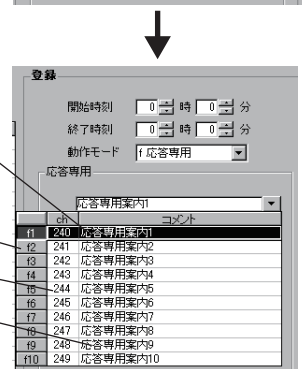 登録
開始時刻 0 時 0 分
終了時刻 0 時 0 分
動作モード f 応答専用
応答専用
応答専用案内1
ch コメント
f1 240 応答専用案内1
f2 241 応答専用案内2
f3 242 応答専用案内3
f4 243 応答専用案内4
f5 244 応答専用案内5
f6 245 応答専用案内6
f7 246 応答専用案内7
f8 247 応答専用案内8
f9 248 応答専用案内9
f10 249 応答専用案内10